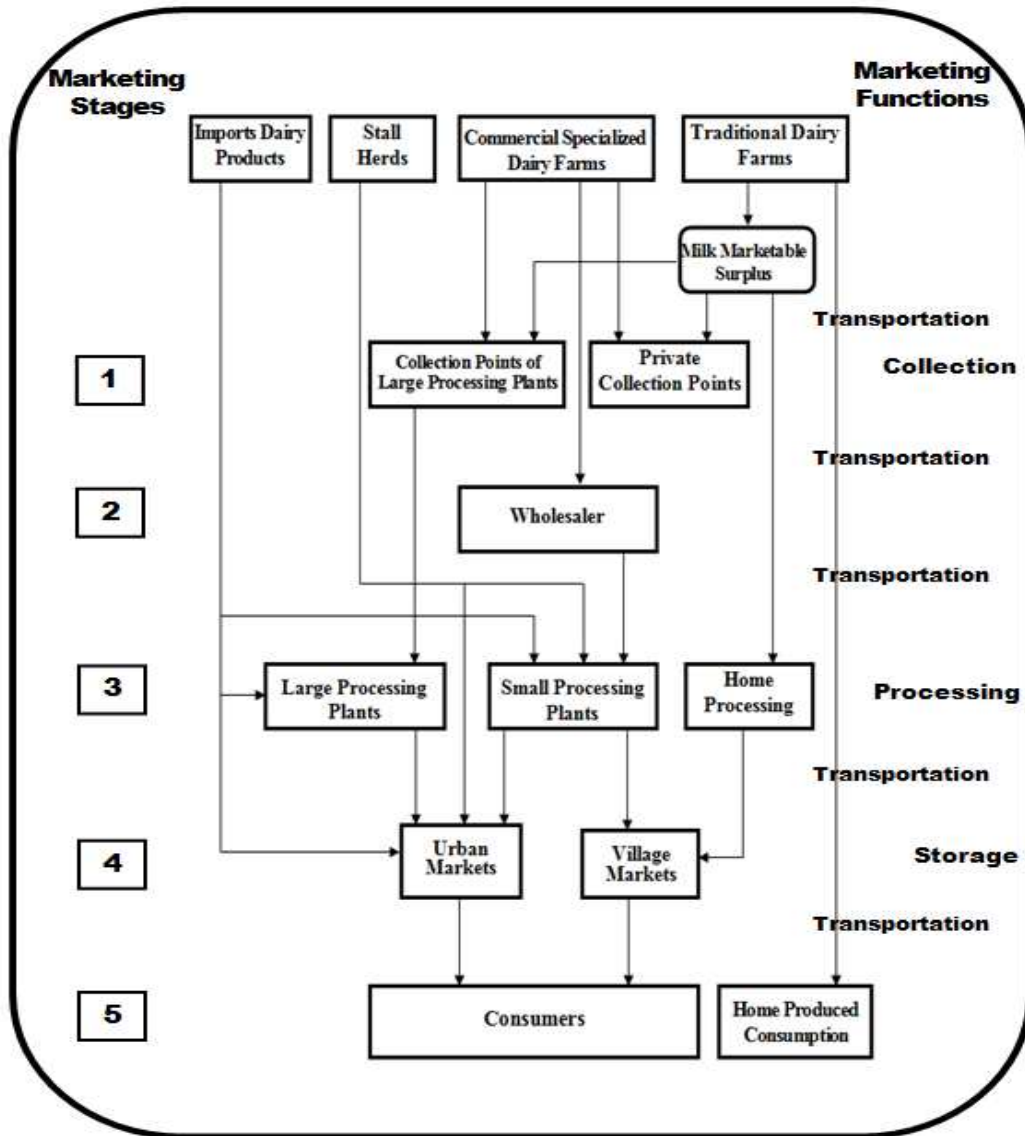 Marketing
Stages
Marketing
Functions
Imports Dairy
Products
Stall
Herds
Commercial Specialized
Dairy Farms
Traditional Dairy
Farms
Milk Marketable
Surplus
Transportation
1
Collection Points of
Large Processing Plants
Private
Collection Points
Collection
Transportation
2
Wholesaler
Transportation
3
Large Processing
Plants
Small Processing
Plants
Home
Processing
Processing
Transportation
4
Urban
Markets
Village
Markets
Storage
Transportation
5
Consumers
Home Produced
Consumption